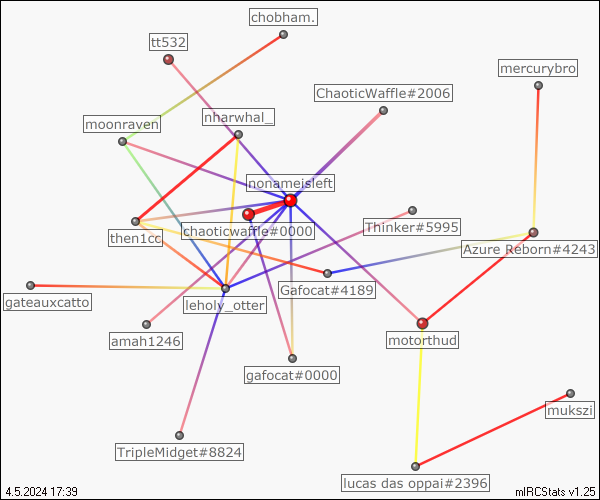 chobham.
tt532
mercurybro
ChaoticWaffle#2006
nharwhal_
moonraven
nonameisleft
Thinker#5995
chaoticwaffle#0000
then1cc
Azure Reborn#4243
Gafocat#4189
gateauxcatto
leholy_otter
amah1246
motorthud
gafocat#0000
mukszi
TripleMidget#8824
lucas das oppai#2396
4.5.2024 17:39
mIRCStats v1.25